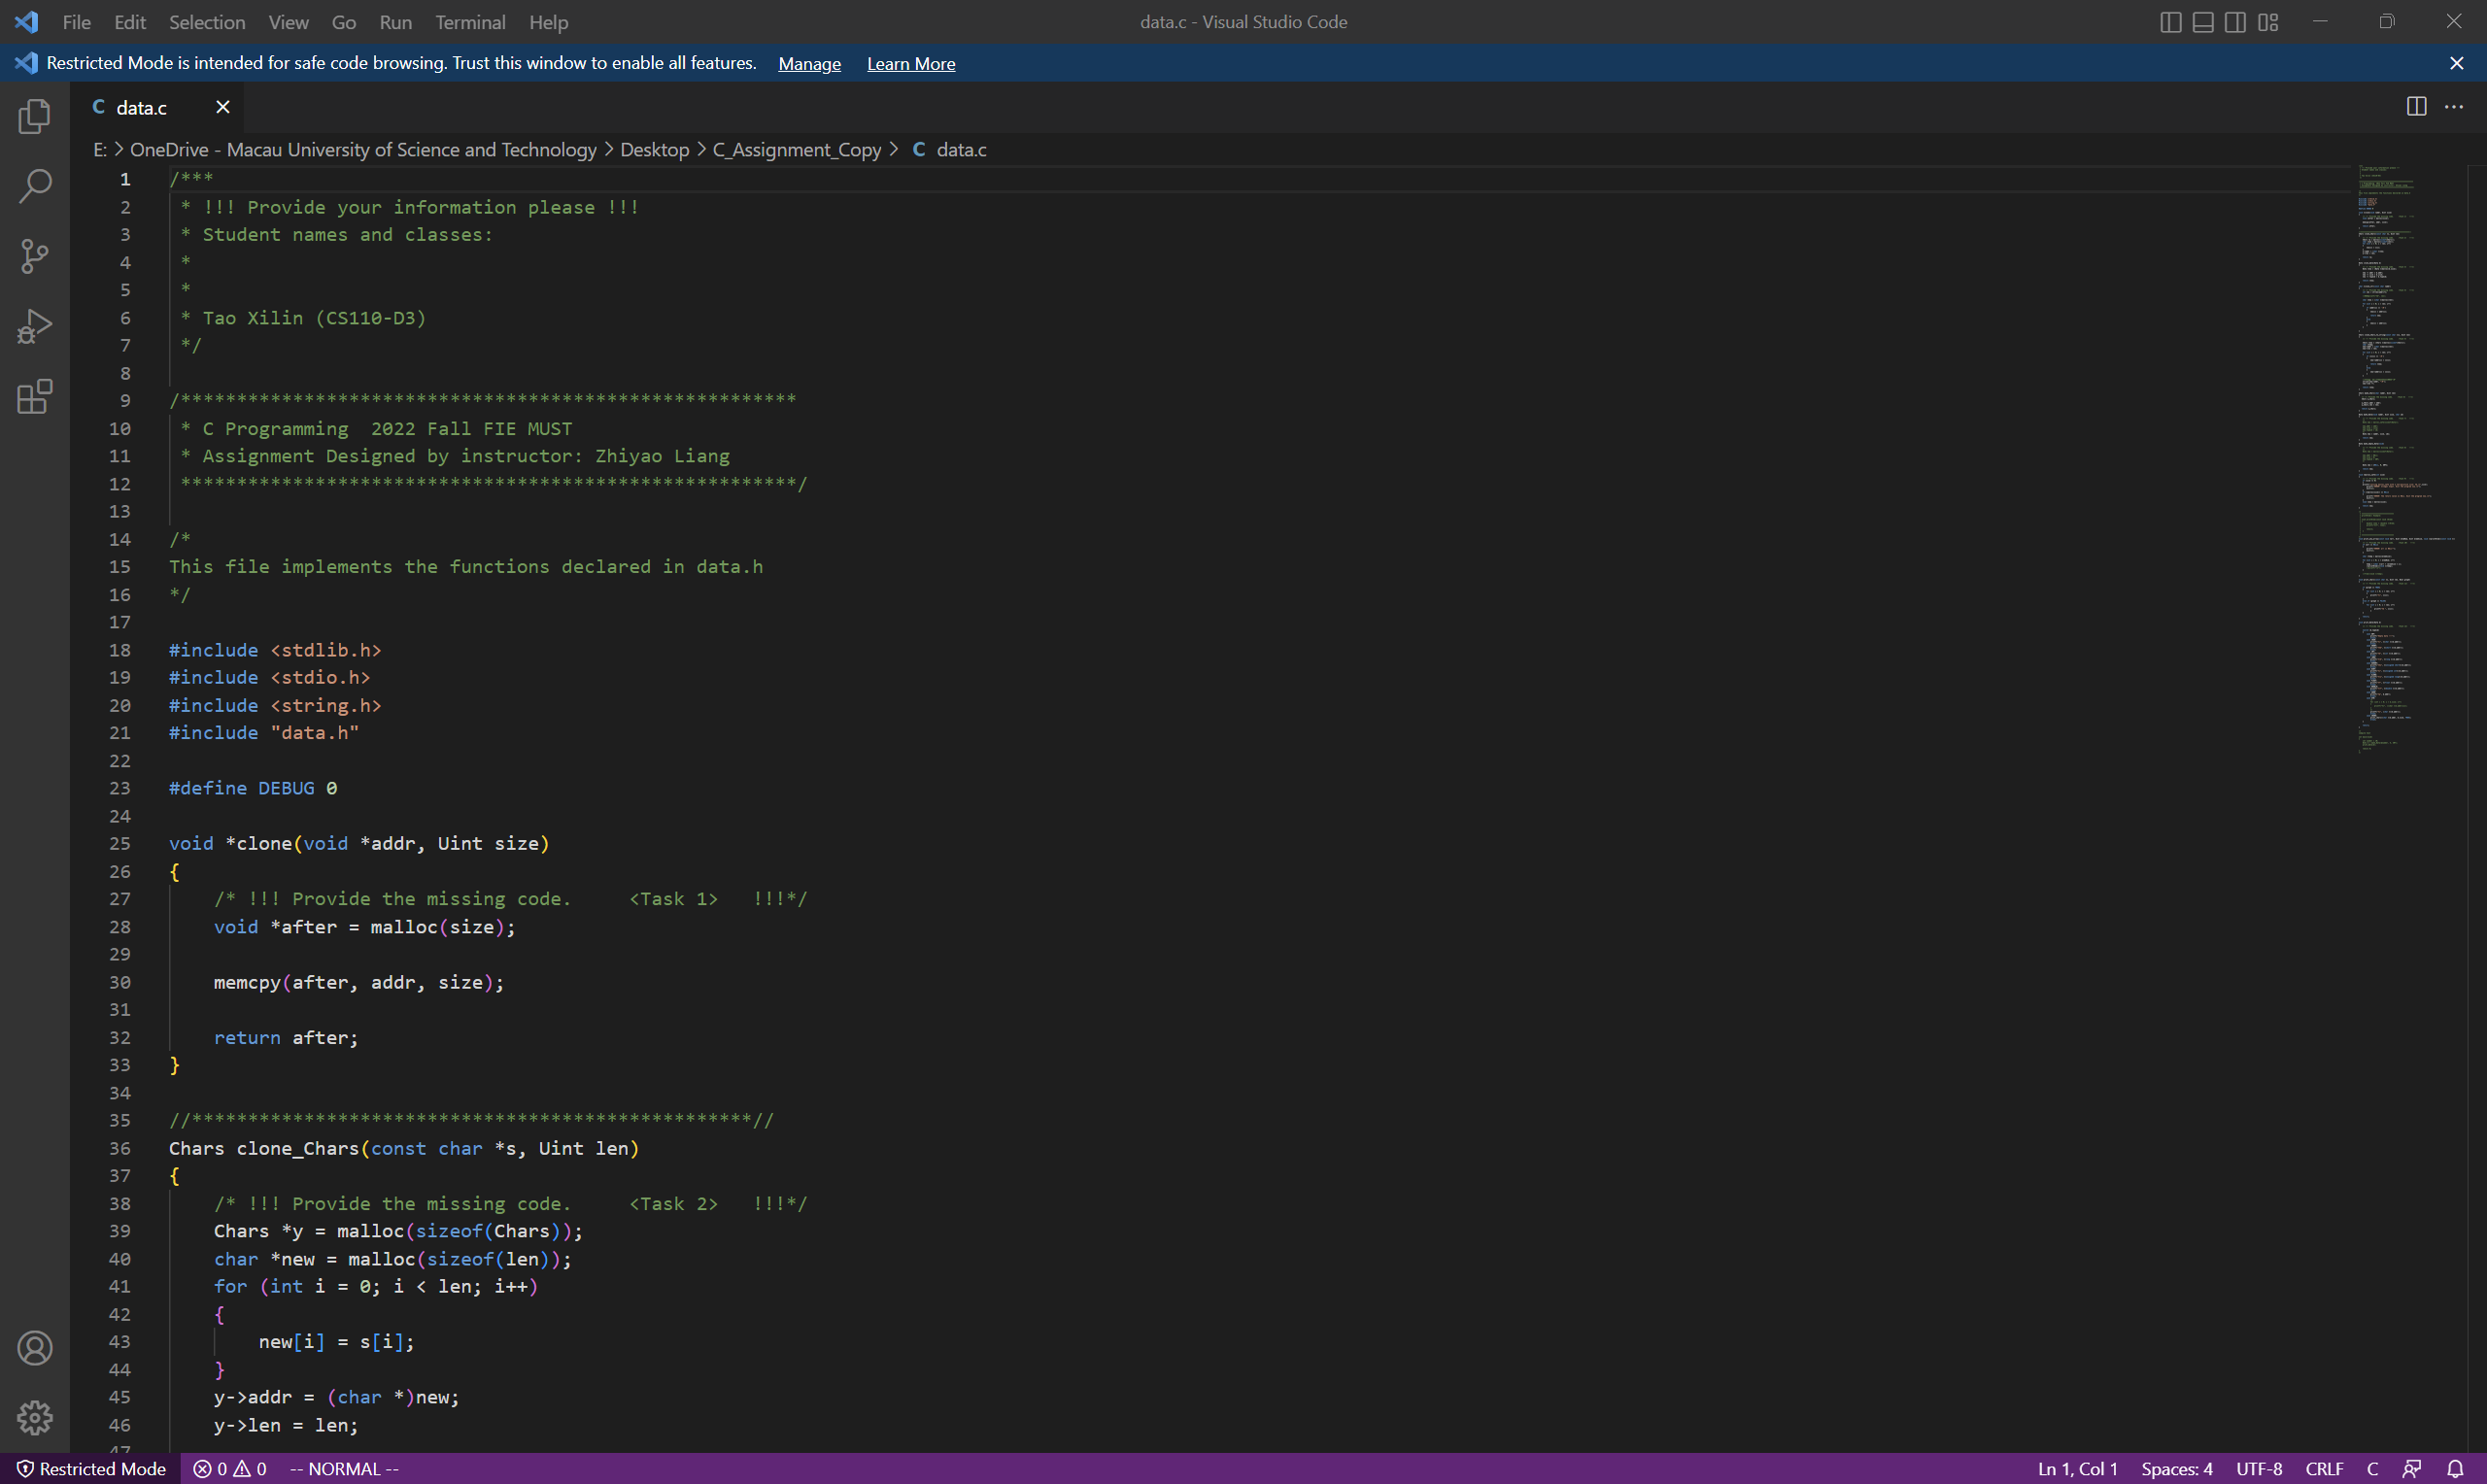 File Edit Selection View Go Run Terminal Help data.c - Visual Studio Code
Restricted Mode is intended for safe code browsing. Trust this window to enable all features. Manage Learn More
C data.c
E: > OneDrive - Macau University of Science and Technology > Desktop > C_Assignment_Copy > C data.c
1 /***
2  * !!! Provide your information please !!!
3  * Student names and classes:
4  *
5  *
6  * Tao Xilin (CS110-D3)
7  */
8
9 /*******************************************************
10  * C Programming  2022 Fall FIE MUST
11  * Assignment Designed by instructor: Zhiyao Liang
12  *******************************************************/
13
14 /*
15 This file implements the functions declared in data.h
16 */
17
18 #include <stdlib.h>
19 #include <stdio.h>
20 #include <string.h>
21 #include "data.h"
22
23 #define DEBUG 0
24
25 void *clone(void *addr, Uint size)
26 {
27     /* !!! Provide the missing code.     <Task 1>   !!!*/
28     void *after = malloc(size);
29
30     memcpy(after, addr, size);
31
32     return after;
33 }
34
35 //**************************************************//
36 Chars clone_Chars(const char *s, Uint len)
37 {
38     /* !!! Provide the missing code.     <Task 2>   !!!*/
39     Chars *y = malloc(sizeof(Chars));
40     char *new = malloc(sizeof(len));
41     for (int i = 0; i < len; i++)
42     {
43         new[i] = s[i];
44     }
45     y->addr = (char *)new;
46     y->len = len;
47
Restricted Mode 0 0 -- NORMAL -- Ln 1, Col 1 Spaces: 4 UTF-8 CRLF C